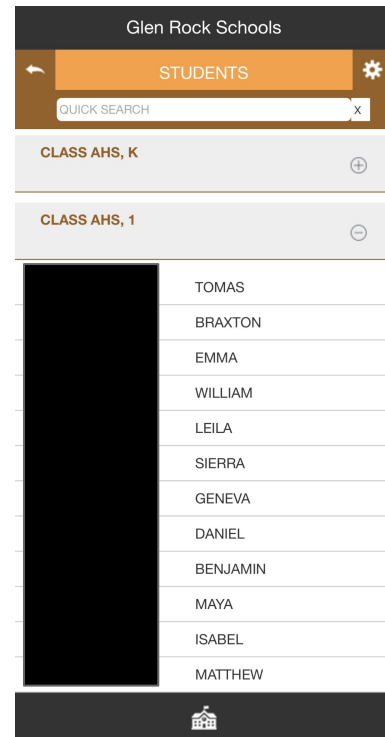 Glen Rock Schools
STUDENTS
QUICK SEARCH X
CLASS AHS, K
CLASS AHS, 1
TOMAS
BRAXTON
EMMA
WILLIAM
LEILA
SIERRA
GENEVA
DANIEL
BENJAMIN
MAYA
ISABEL
MATTHEW